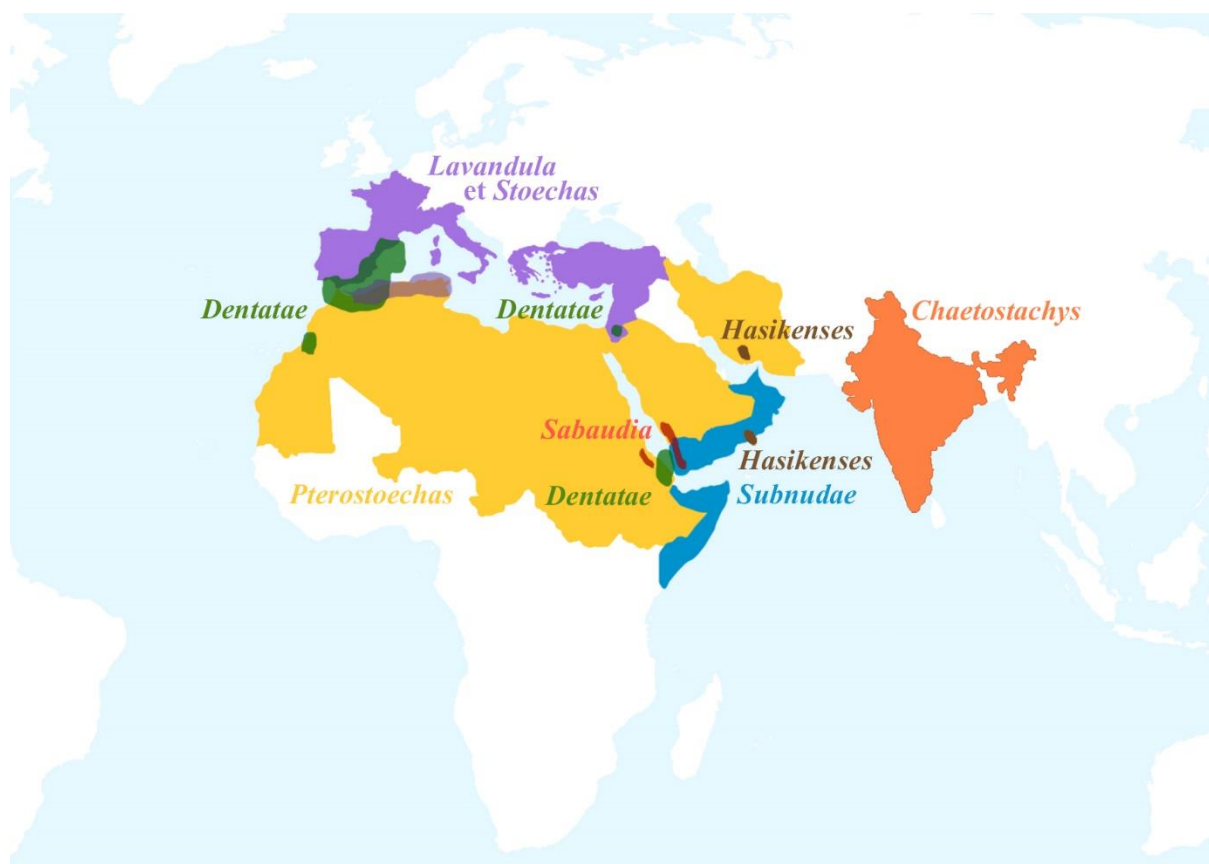 Lavandula
et Stoechas
Dentatae
Dentatae
Hasikenses
Chaetostachys
Sabaudia
Hasikenses
Pterostoechas
Dentatae
Subnudae